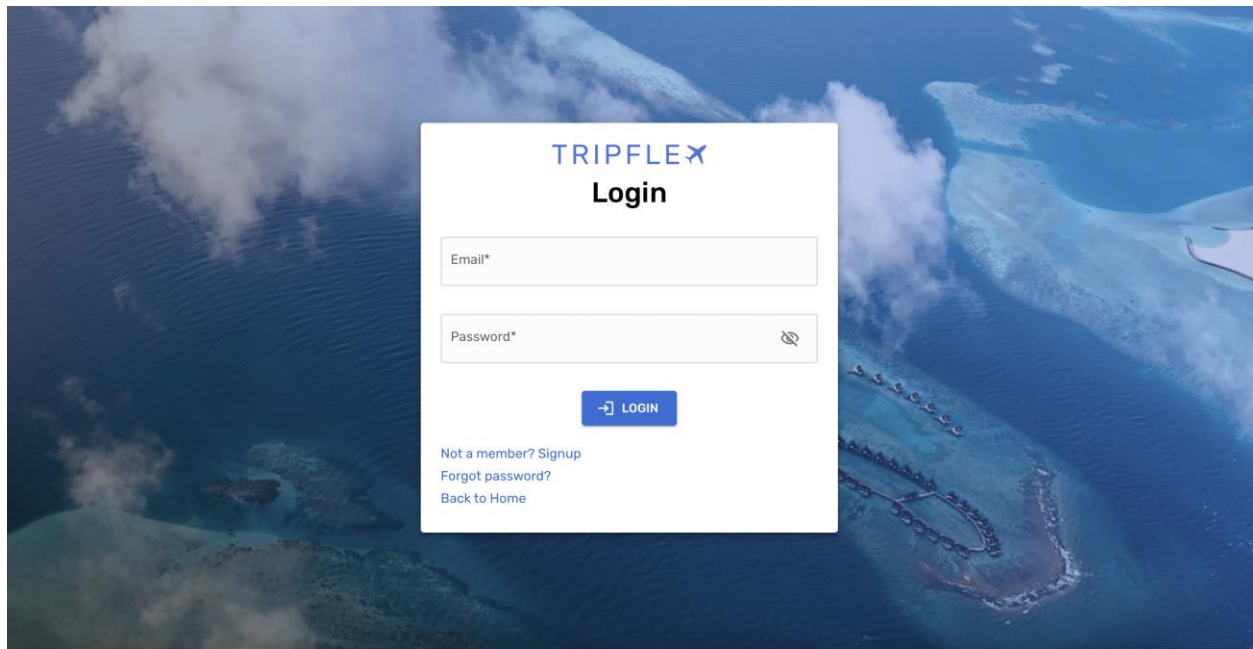 TRIPFLEX
Login
Email*
Password*
LOGIN
Not a member? Signup
Forgot password?
Back to Home